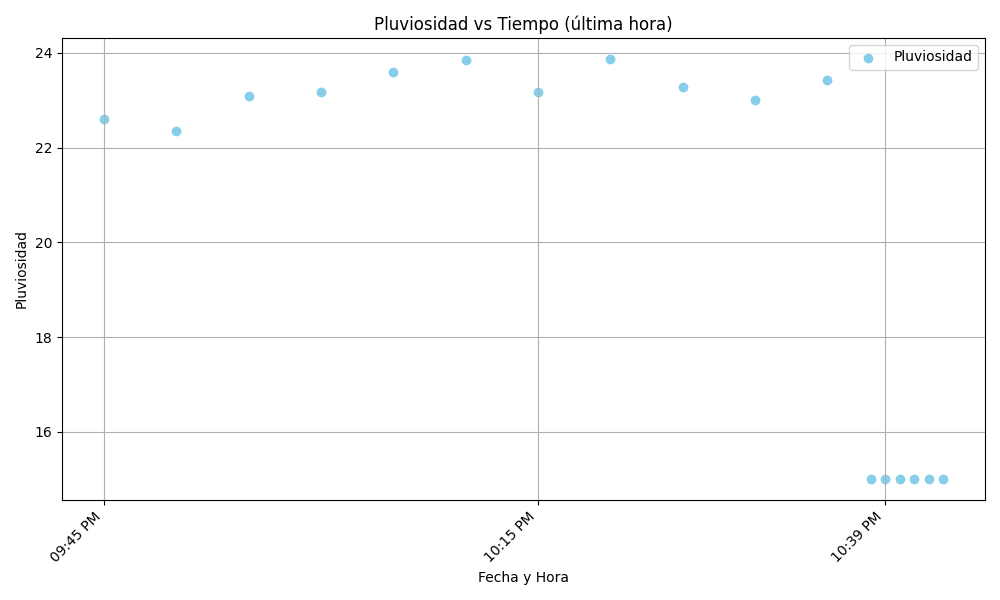 Pluviosidad vs Tiempo (última hora)
Pluviosidad
24
22
20
18
16
Pluviosidad
09:45 PM
10:15 PM
10:39 PM
Fecha y Hora